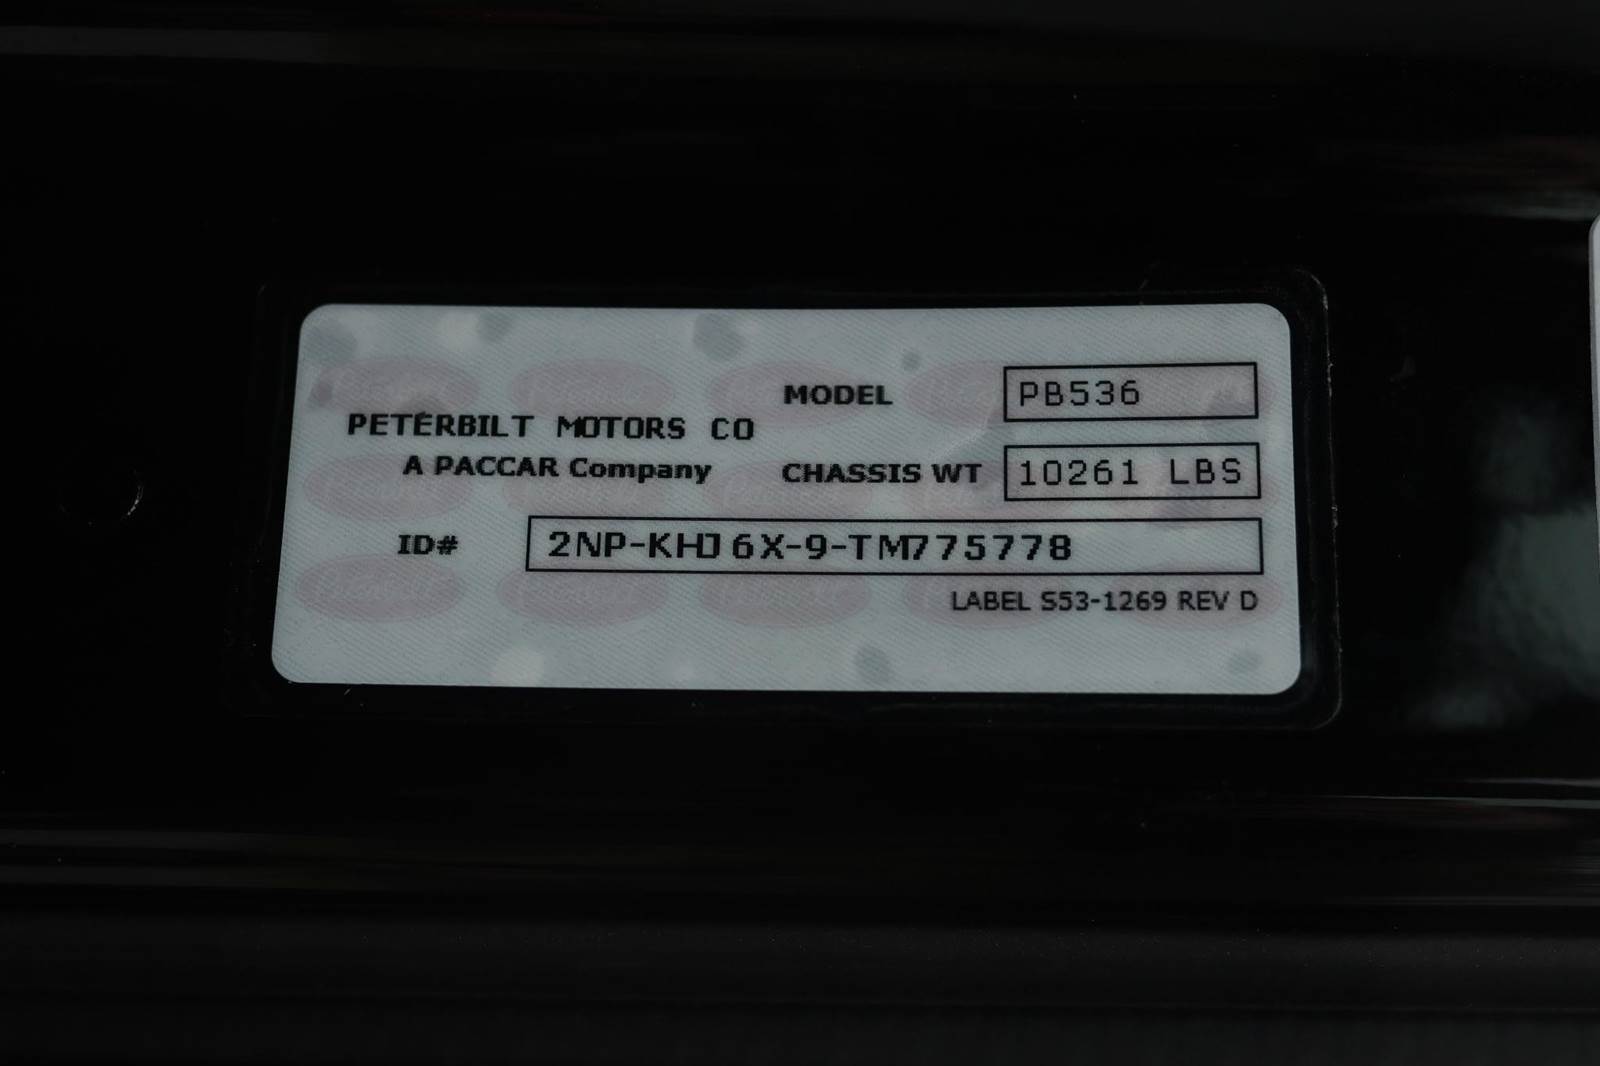 PETERBILT MOTORS CO
A PACCAR Company
MODEL PB536
CHASSIS WT 10261 LBS
ID# 2NP-KHJ6X-9-TM775778
LABEL S53-1269 REV D